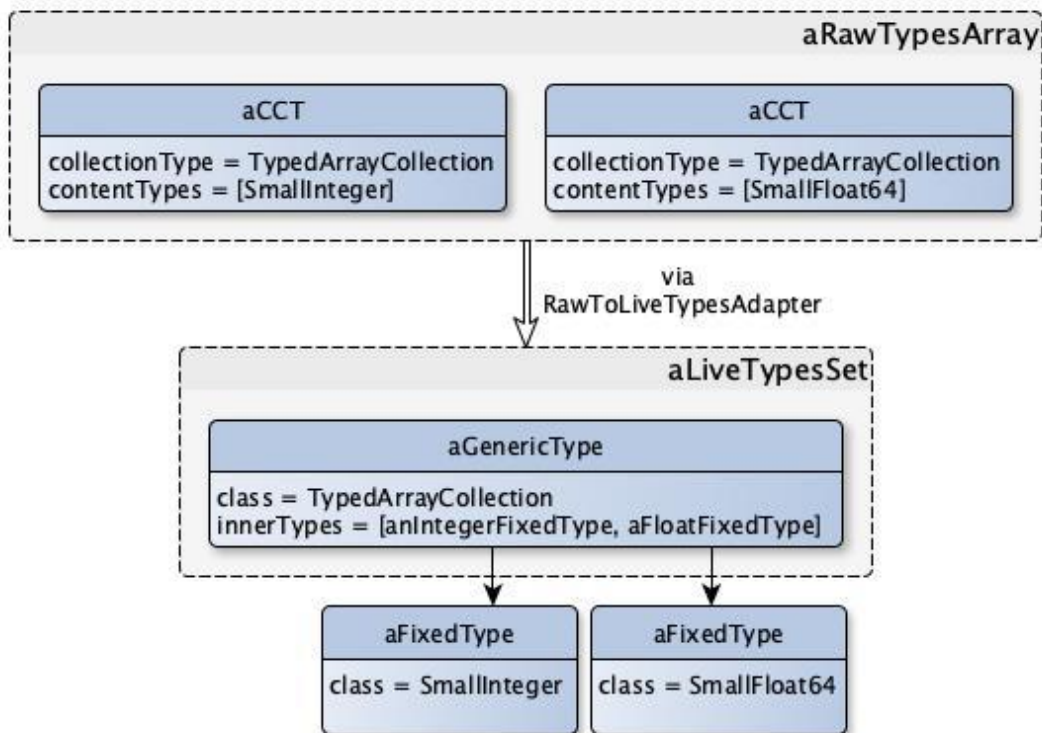 aRawTypesArray
aCCT
collectionType = TypedArrayCollection
contentTypes = [SmallInteger]
aCCT
collectionType = TypedArrayCollection
contentTypes = [SmallFloat64]
via
RawToLiveTypesAdapter
aLiveTypesSet
aGenericType
class = TypedArrayCollection
innerTypes = [anIntegerFixedType, aFloatFixedType]
aFixedType
class = SmallInteger
aFixedType
class = SmallFloat64